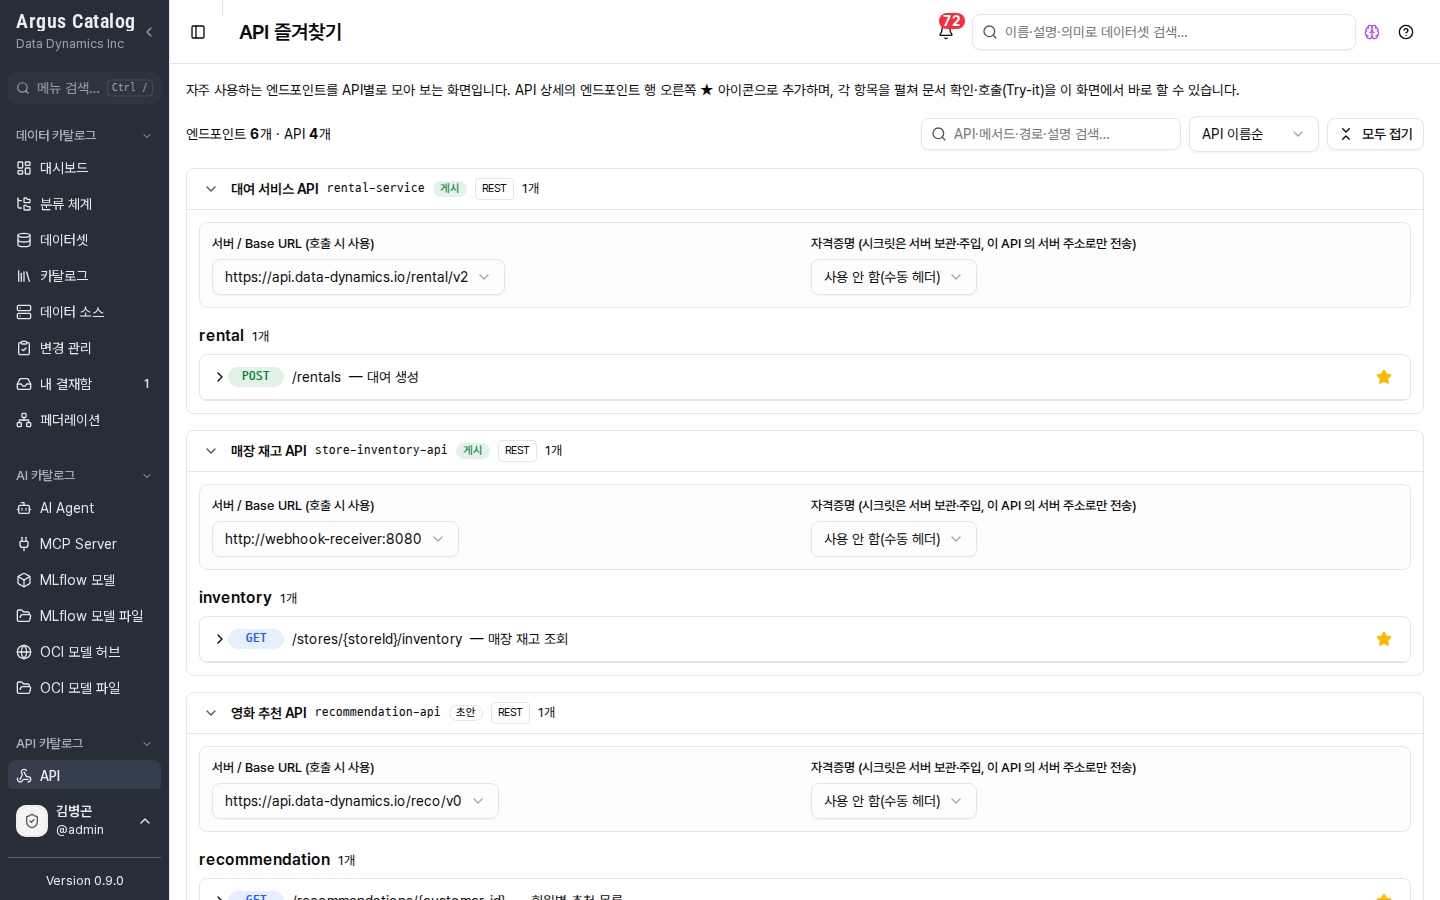 Argus Catalog
Data Dynamics Inc
메뉴 검색... Ctrl /
데이터 카탈로그
대시보드
분류 체계
데이터셋
카탈로그
데이터 소스
변경 관리
내 결재함 1
페더레이션
AI 카탈로그
AI Agent
MCP Server
MLflow 모델
MLflow 모델 파일
OCI 모델 허브
OCI 모델 파일
API 카탈로그
API
김병곤
@admin
Version 0.9.0
API 즐겨찾기
72
이름·설명·의미로 데이터셋 검색...
자주 사용하는 엔드포인트를 API별로 모아 보는 화면입니다. API 상세의 엔드포인트 행 오른쪽 ★ 아이콘으로 추가하며, 각 항목을 펼쳐 문서 확인·호출(Try-it)을 이 화면에서 바로 할 수 있습니다.
엔드포인트 6개 · API 4개
API·메서드·경로·설명 검색...
API 이름순
모두 접기
대여 서비스 API rental-service 게시 REST 1개
서버 / Base URL (호출 시 사용)
https://api.data-dynamics.io/rental/v2
자격증명 (시크릿은 서버 보관·주입, 이 API 의 서버 주소로만 전송)
사용 안 함(수동 헤더)
rental 1개
POST /rentals — 대여 생성
매장 재고 API store-inventory-api 게시 REST 1개
서버 / Base URL (호출 시 사용)
http://webhook-receiver:8080
자격증명 (시크릿은 서버 보관·주입, 이 API 의 서버 주소로만 전송)
사용 안 함(수동 헤더)
inventory 1개
GET /stores/{storeId}/inventory — 매장 재고 조회
영화 추천 API recommendation-api 초안 REST 1개
서버 / Base URL (호출 시 사용)
https://api.data-dynamics.io/reco/v0
자격증명 (시크릿은 서버 보관·주입, 이 API 의 서버 주소로만 전송)
사용 안 함(수동 헤더)
recommendation 1개
GET /recommendations/{customer_id} — 회원별 추천 목록